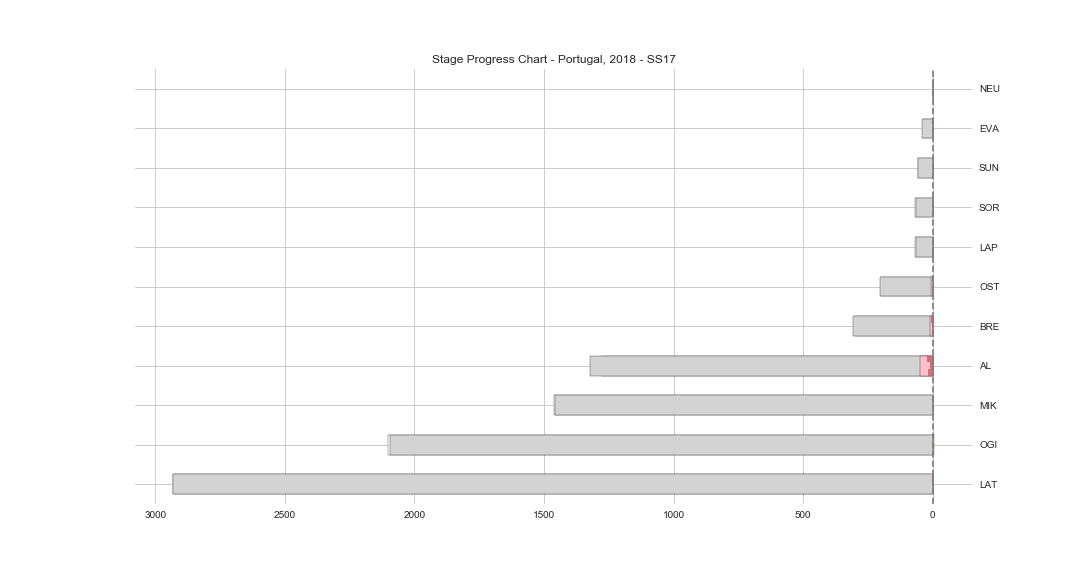 Stage Progress Chart - Portugal, 2018 - SS17
NEU
EVA
SUN
SOR
LAP
OST
BRE
AL
MIK
OGI
LAT
3000 2500 2000 1500 1000 500 0